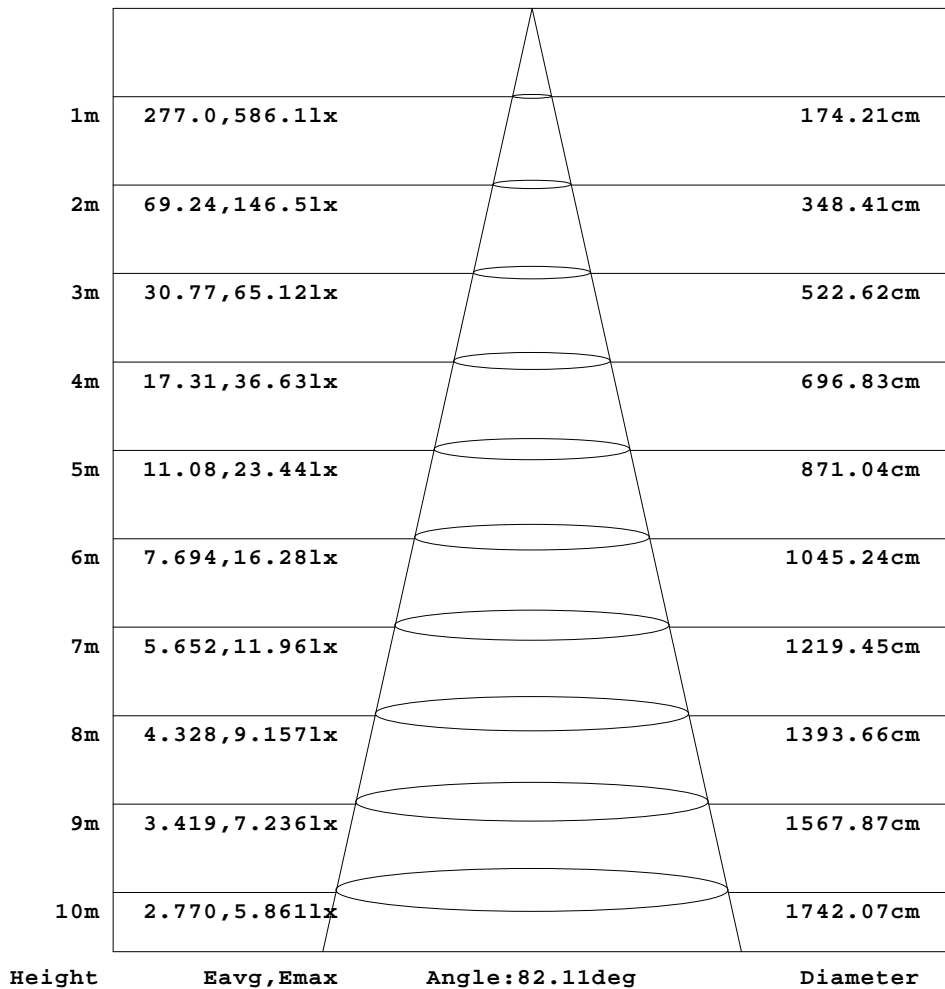 1m 277.0,586.1lx 174.21cm
2m 69.24,146.5lx 348.41cm
3m 30.77,65.12lx 522.62cm
4m 17.31,36.63lx 696.83cm
5m 11.08,23.44lx 871.04cm
6m 7.694,16.28lx 1045.24cm
7m 5.652,11.96lx 1219.45cm
8m 4.328,9.157lx 1393.66cm
9m 3.419,7.236lx 1567.87cm
10m 2.770,5.861lx 1742.07cm
Height Eavg,Emax Angle:82.11deg Diameter